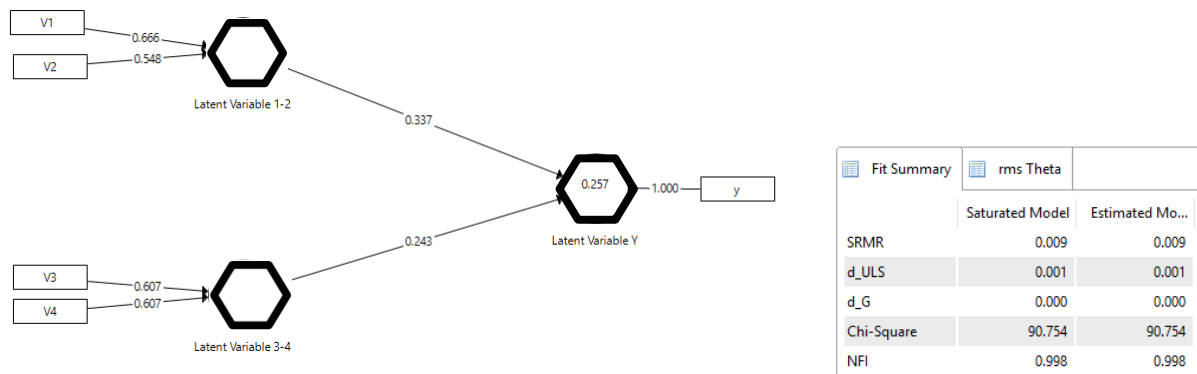 V1
0.666
V2
0.548
Latent Variable 1-2
0.337
0.257
1.000
y
Latent Variable Y
0.243
V3
0.607
V4
0.607
Latent Variable 3-4
Fit Summary rms Theta
Saturated Model Estimated Mo...
SRMR 0.009 0.009
d_ULS 0.001 0.001
d_G 0.000 0.000
Chi-Square 90.754 90.754
NFI 0.998 0.998